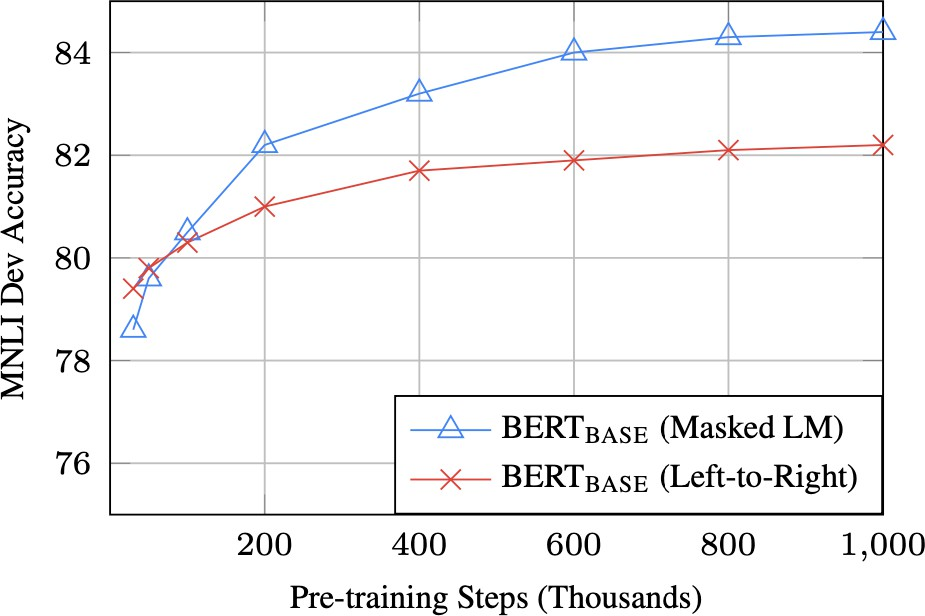 84
82
80
78
76
MNLI Dev Accuracy
BERTBASE (Masked LM)
BERTBASE (Left-to-Right)
200 400 600 800 1,000
Pre-training Steps (Thousands)